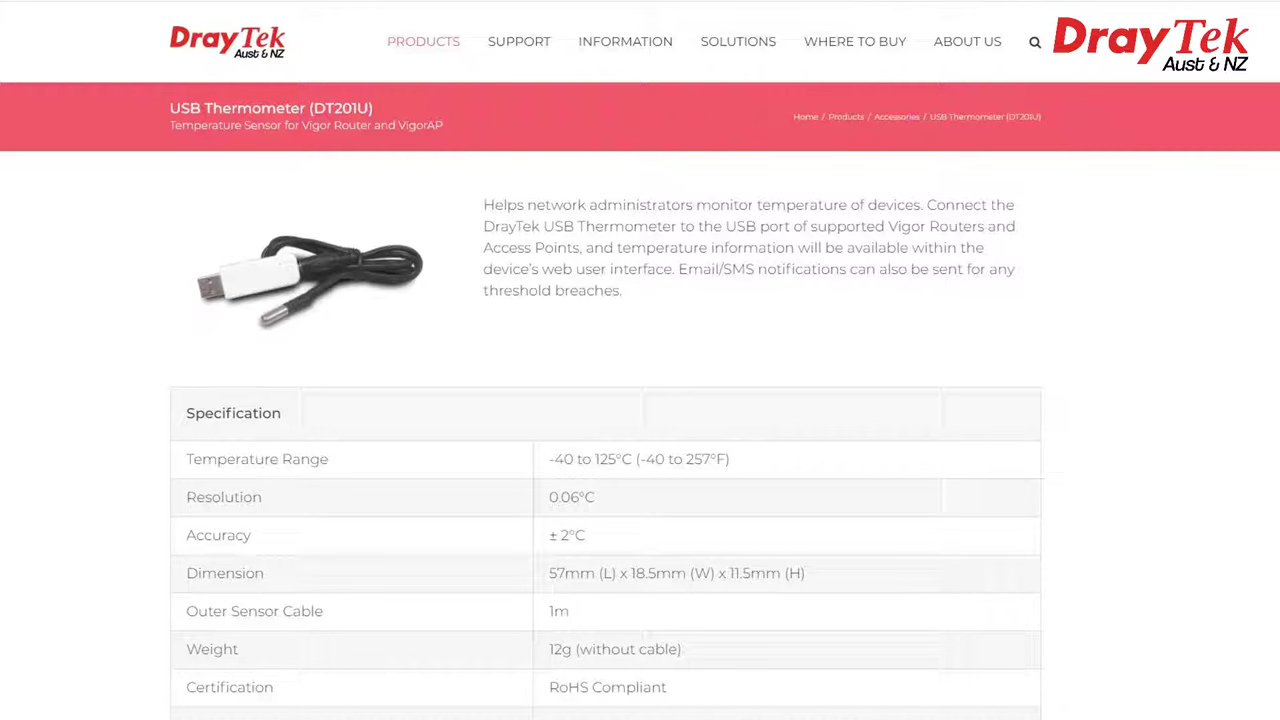 DrayTek
Aust & NZ
PRODUCTS SUPPORT INFORMATION SOLUTIONS WHERE TO BUY ABOUT US
DrayTek
Aust & NZ
USB Thermometer (DT201U)
Temperature Sensor for Vigor Router and VigorAP
Home / Products / Accessories / USB Thermometer (DT201U)
Helps network administrators monitor temperature of devices. Connect the
DrayTek USB Thermometer to the USB port of supported Vigor Routers and
Access Points, and temperature information will be available within the
device's web user interface. Email/SMS notifications can also be sent for any
threshold breaches.
Specification
Temperature Range -40 to 125°C (-40 to 257°F)
Resolution 0.06°C
Accuracy ± 2°C
Dimension 57mm (L) x 18.5mm (W) x 11.5mm (H)
Outer Sensor Cable 1m
Weight 12g (without cable)
Certification RoHS Compliant